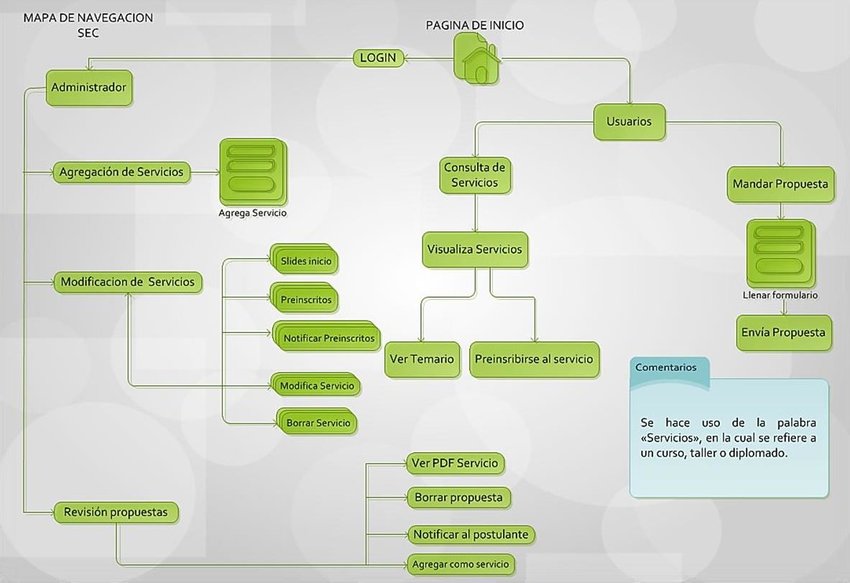 MAPA DE NAVEGACION
SEC
PAGINA DE INICIO
LOGIN
Administrador
Usuarios
Agregación de Servicios
Agrega Servicio
Consulta de
Servicios
Mandar Propuesta
Visualiza Servicios
Modificacion de Servicios
Slides inicio
Preinscritos
Notificar Preinscritos
Modifica Servicio
Borrar Servicio
Llenar formulario
Envía Propuesta
Ver Temario
Preinsribirse al servicio
Comentarios
Se hace uso de la palabra
«Servicios», en la cual se refiere a
un curso, taller o diplomado.
Revisión propuestas
Ver PDF Servicio
Borrar propuesta
Notificar al postulante
Agregar como servicio